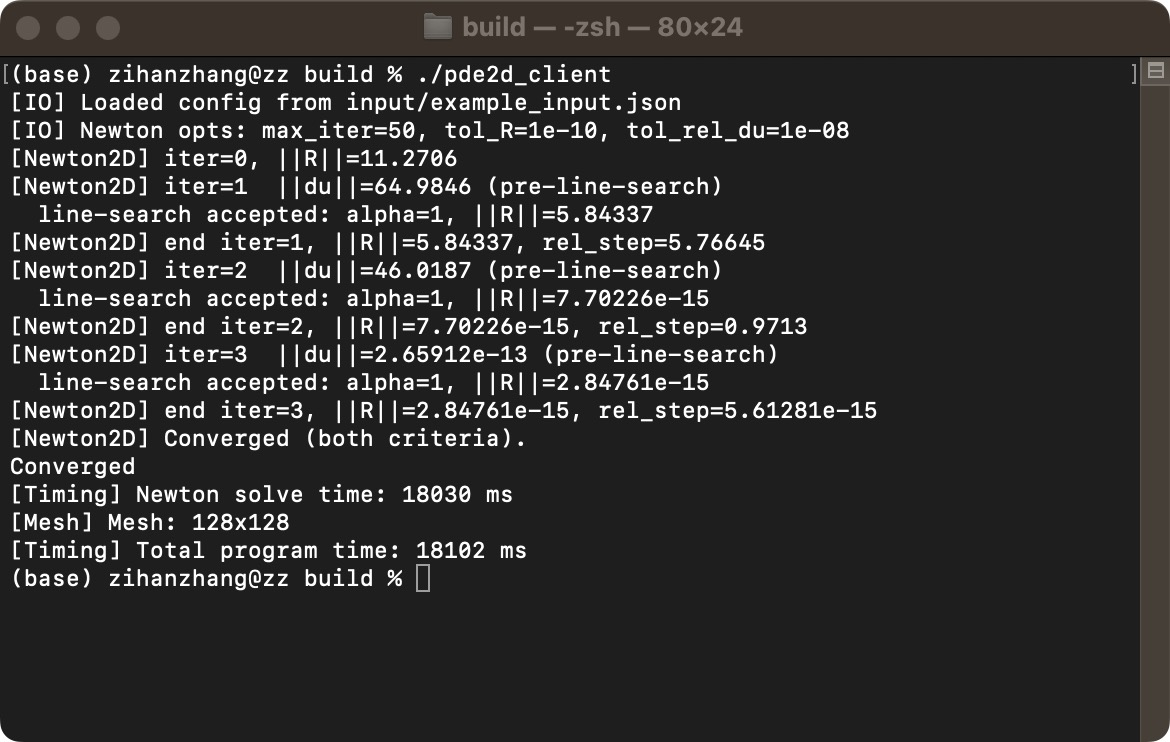 build — -zsh — 80×24
[(base) zihanzhang@zz build % ./pde2d_client ]
[IO] Loaded config from input/example_input.json
[IO] Newton opts: max_iter=50, tol_R=1e-10, tol_rel_du=1e-08
[Newton2D] iter=0, ||R||=11.2706
[Newton2D] iter=1  ||du||=64.9846 (pre-line-search)
  line-search accepted: alpha=1, ||R||=5.84337
[Newton2D] end iter=1, ||R||=5.84337, rel_step=5.76645
[Newton2D] iter=2  ||du||=46.0187 (pre-line-search)
  line-search accepted: alpha=1, ||R||=7.70226e-15
[Newton2D] end iter=2, ||R||=7.70226e-15, rel_step=0.9713
[Newton2D] iter=3  ||du||=2.65912e-13 (pre-line-search)
  line-search accepted: alpha=1, ||R||=2.84761e-15
[Newton2D] end iter=3, ||R||=2.84761e-15, rel_step=5.61281e-15
[Newton2D] Converged (both criteria).
Converged
[Timing] Newton solve time: 18030 ms
[Mesh] Mesh: 128x128
[Timing] Total program time: 18102 ms
(base) zihanzhang@zz build %